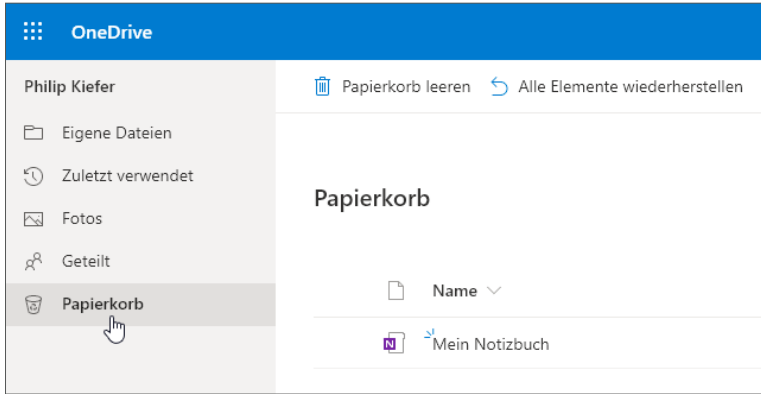 OneDrive
Philip Kiefer
Eigene Dateien
Zuletzt verwendet
Fotos
Geteilt
Papierkorb
Papierkorb leeren
Alle Elemente wiederherstellen
Papierkorb
Name
N
Mein Notizbuch